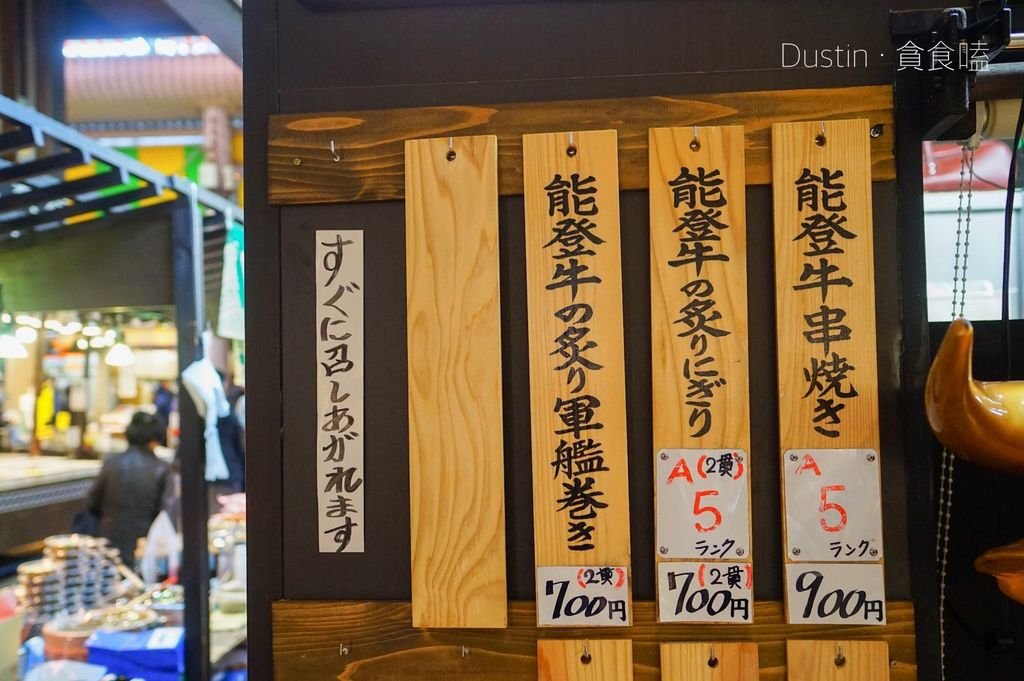 Dustin · 貪食嗑
能登牛串焼き
A
5
ランク
900円
能登牛の炙りにぎり
A(2貫)
5
ランク
(2貫)
700円
能登牛の炙り軍艦巻き
(2貫)
700円
すぐに召しあがれます